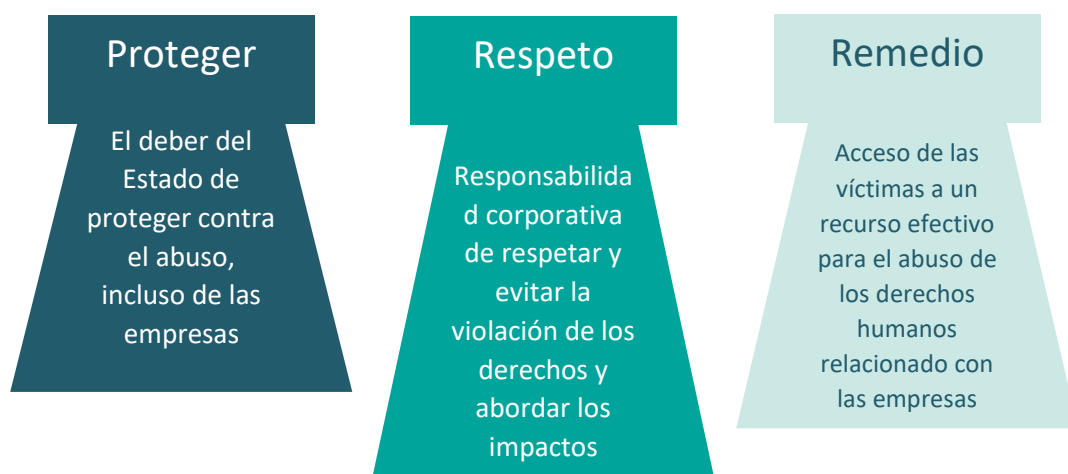 Proteger
El deber del
Estado de
proteger contra
el abuso,
incluso de las
empresas
Respeto
Responsabilida
d corporativa
de respetar y
evitar la
violación de los
derechos y
abordar los
impactos
Remedio
Acceso de las
víctimas a un
recurso efectivo
para el abuso de
los derechos
humanos
relacionado con
las empresas